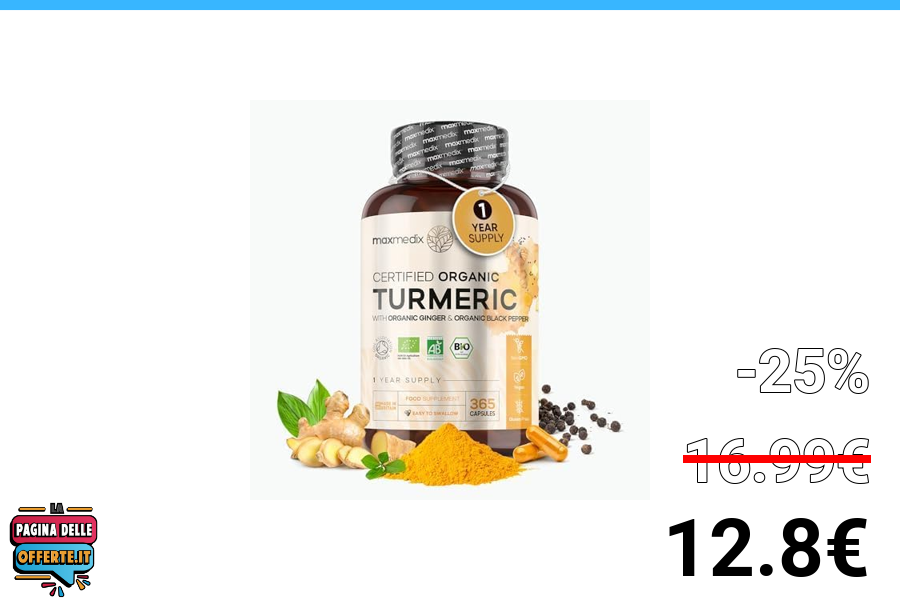 maxmedix
1
YEAR
SUPPLY
maxmedix
CERTIFIED ORGANIC
TURMERIC
WITH ORGANIC GINGER & ORGANIC BLACK PEPPER
AB
BiO
1 YEAR SUPPLY
FOOD SUPPLEMENT
EASY TO SWALLOW
365
CAPSULES
-25%
16.99€
12.8€
LA
PAGINA DELLE
OFFERTE.IT